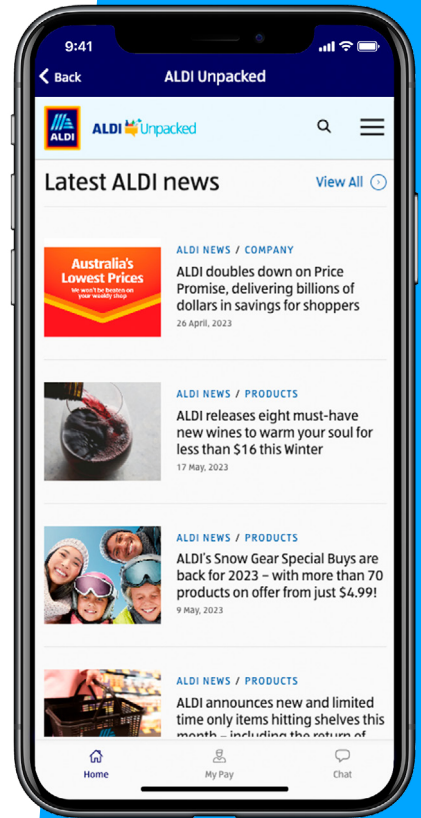 9:41
Back
ALDI Unpacked
ALDI
ALDI Unpacked
Latest ALDI news
View All
ALDI NEWS / COMPANY
Australia's
Lowest Prices
We won't be beaten on
your weekly shop
ALDI doubles down on Price
Promise, delivering billions of
dollars in savings for shoppers
26 April, 2023
ALDI NEWS / PRODUCTS
ALDI releases eight must-have
new wines to warm your soul for
less than $16 this Winter
17 May, 2023
ALDI NEWS / PRODUCTS
ALDI's Snow Gear Special Buys are
back for 2023 – with more than 70
products on offer from just $4.99!
9 May, 2023
ALDI NEWS / PRODUCTS
ALDI announces new and limited
time only items hitting shelves this
month – including the return of
Home
My Pay
Chat